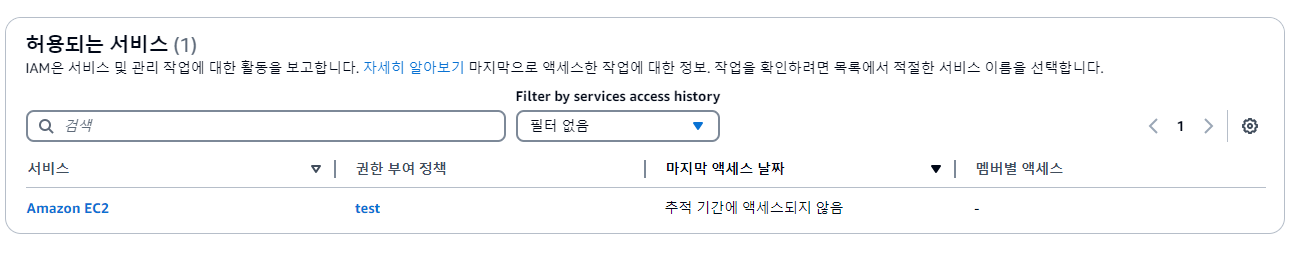 허용되는 서비스 (1)
IAM은 서비스 및 관리 작업에 대한 활동을 보고합니다. 자세히 알아보기 마지막으로 액세스한 작업에 대한 정보. 작업을 확인하려면 목록에서 적절한 서비스 이름을 선택합니다.
Filter by services access history
검색
필터 없음
1
서비스
권한 부여 정책
마지막 액세스 날짜
멤버별 액세스
Amazon EC2
test
추적 기간에 액세스되지 않음
-